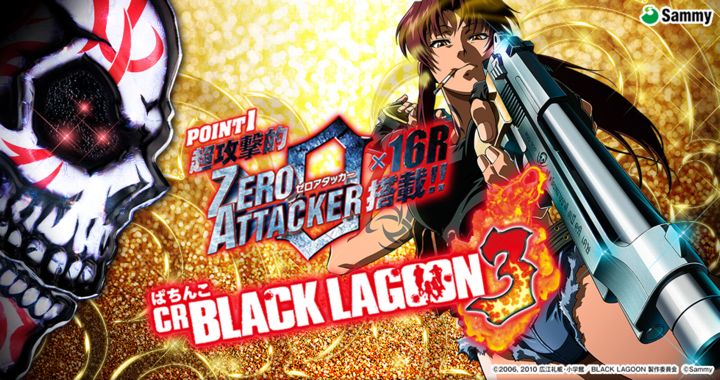 Sammy
POINT1
超攻撃的
ZERO
ゼロアタッカー
ATTACKER
×16R
搭載!!
ぱちんこ
CR BLACK LAGOON 3
©2006, 2010 広江礼威・小学館/BLACK LAGOON 製作委員会 ©Sammy